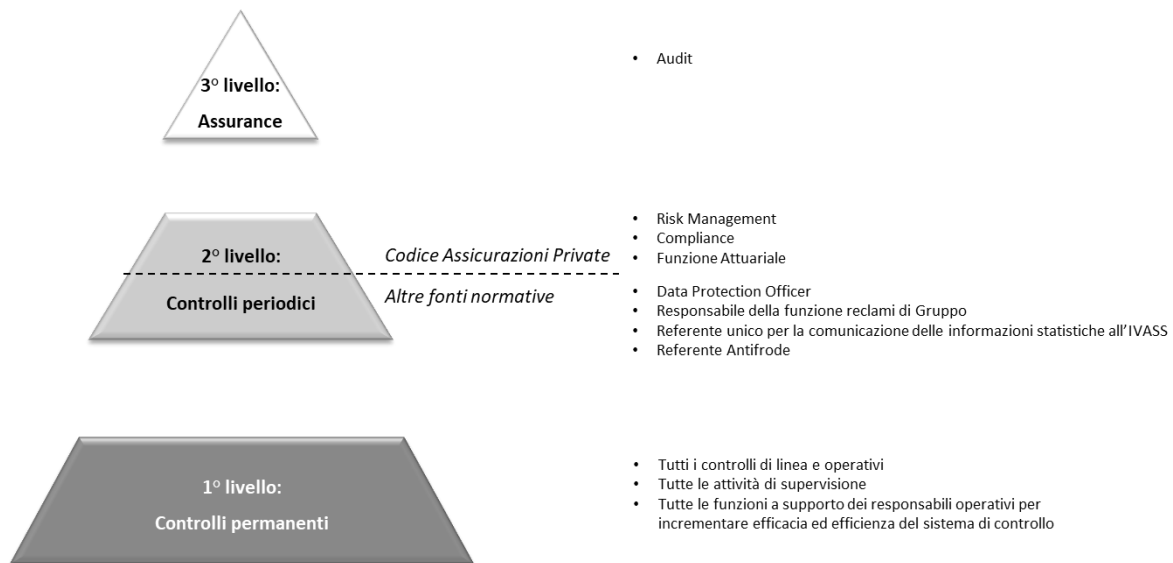 3° livello:
Assurance
• Audit
2° livello:
Controlli periodici
Codice Assicurazioni Private
Altre fonti normative
• Risk Management
• Compliance
• Funzione Attuariale
• Data Protection Officer
• Responsabile della funzione reclami di Gruppo
• Referente unico per la comunicazione delle informazioni statistiche all'IVASS
• Referente Antifrode
1° livello:
Controlli permanenti
• Tutti i controlli di linea e operativi
• Tutte le attività di supervisione
• Tutte le funzioni a supporto dei responsabili operativi per
incrementare efficacia ed efficienza del sistema di controllo